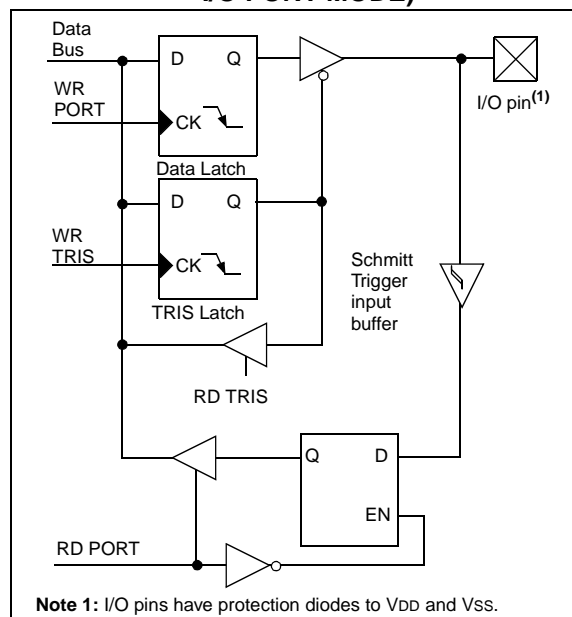 I/O PORT MODE)
Data
Bus
D Q
WR
PORT
CK
I/O pin(1)
Data Latch
D Q
WR
TRIS
CK
Schmitt
Trigger
input
buffer
TRIS Latch
RD TRIS
Q D
EN
RD PORT
Note 1: I/O pins have protection diodes to VDD and VSS.